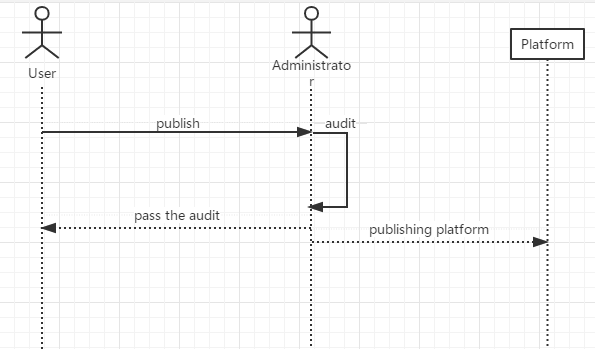 User
Administrato
r
Platform
publish
audit
pass the audit
publishing platform